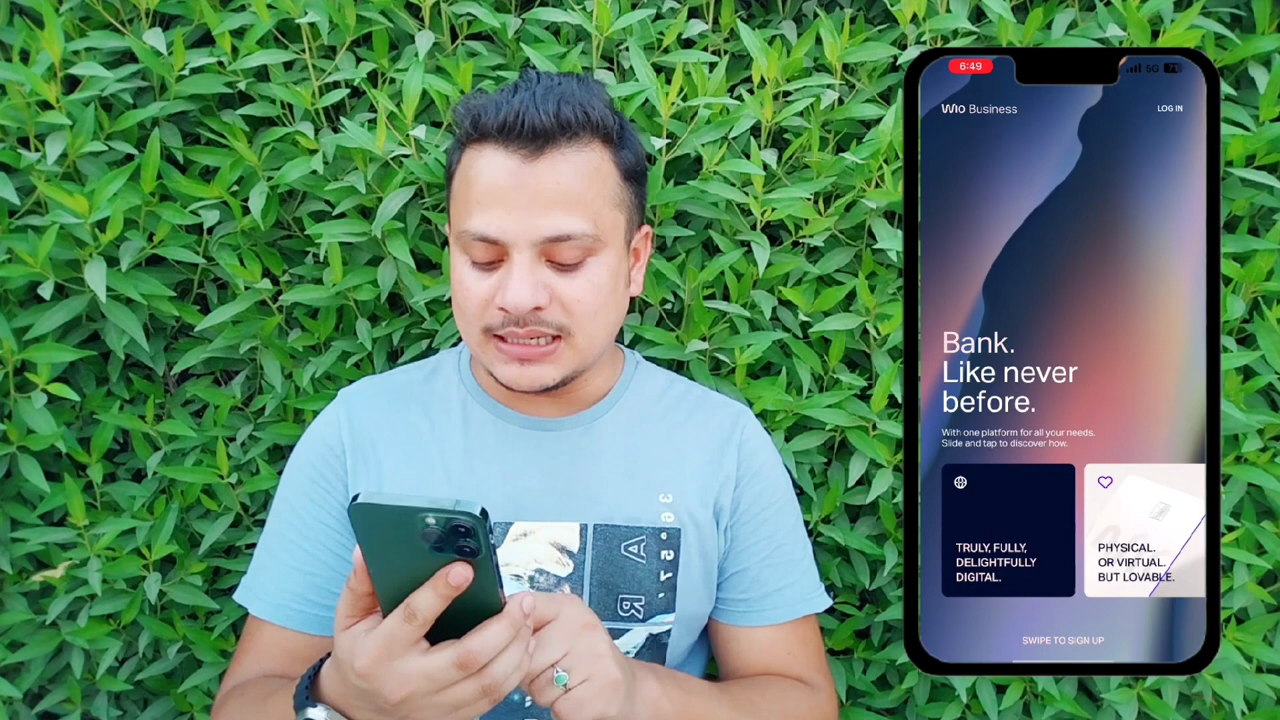 6:49
5G
71
Wio Business
LOG IN
Bank.
Like never
before.
With one platform for all your needs.
Slide and tap to discover how.
TRULY, FULLY,
DELIGHTFULLY
DIGITAL.
PHYSICAL.
OR VIRTUAL.
BUT LOVABLE.
SWIPE TO SIGN UP